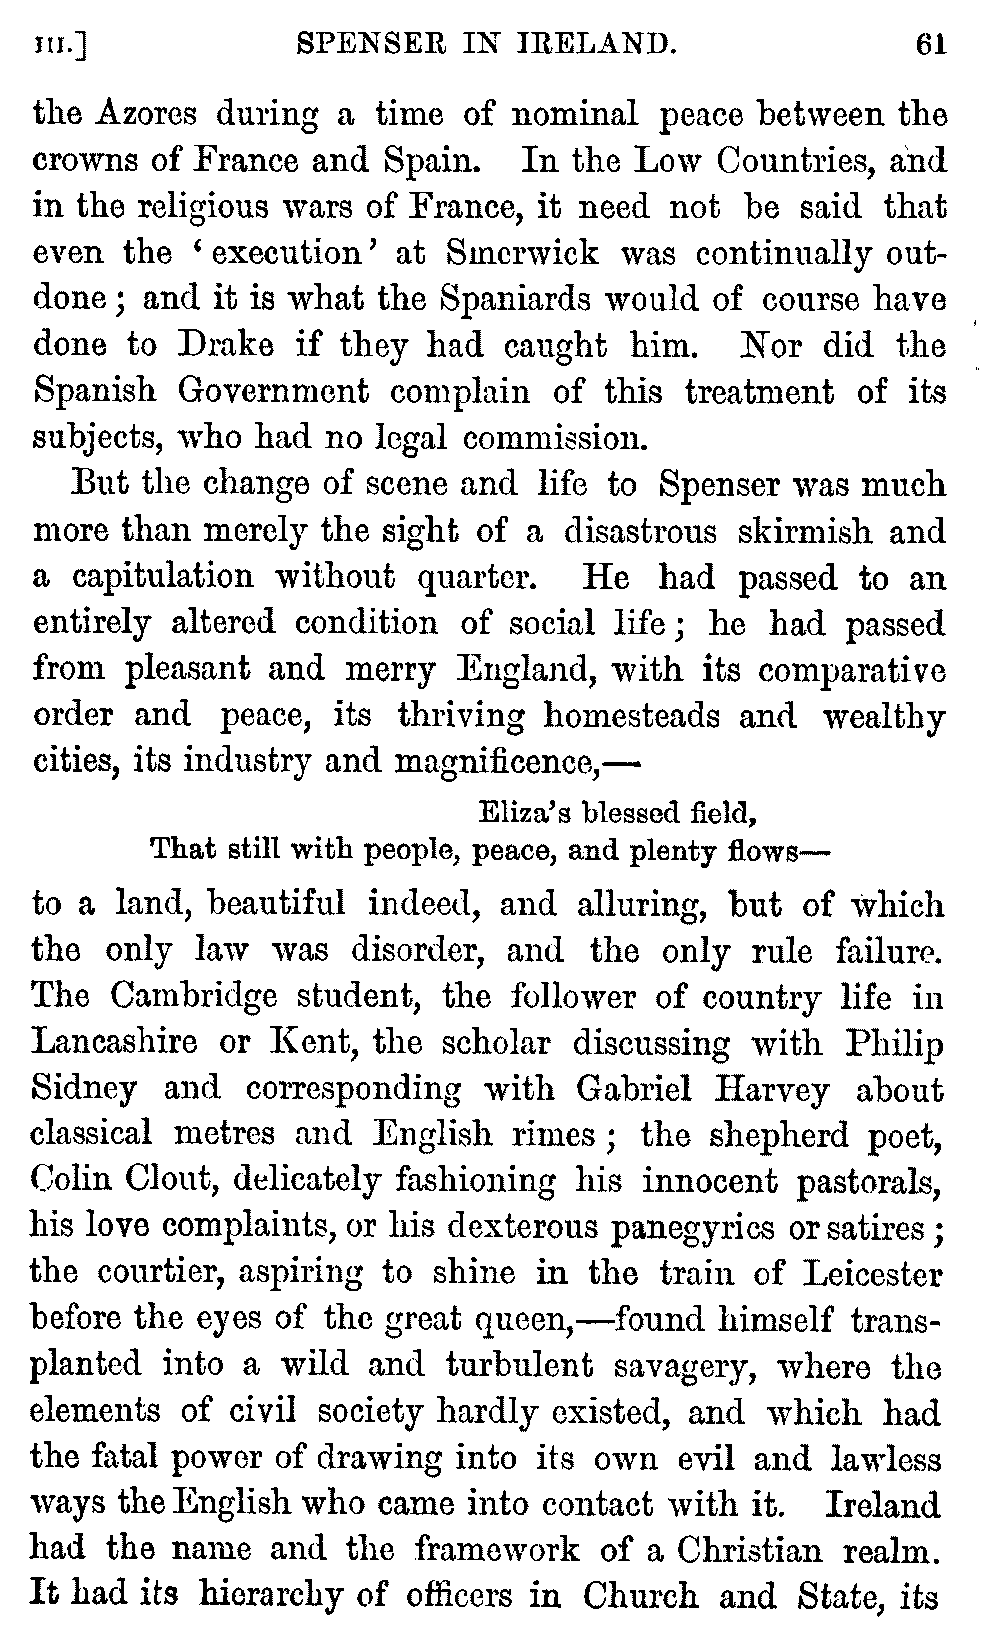 III.] SPENSER IN IRELAND. 61
the Azores during a time of nominal peace between the
crowns of France and Spain. In the Low Countries, and
in the religious wars of France, it need not be said that
even the ‘execution’ at Smerwick was continually out-
done; and it is what the Spaniards would of course have
done to Drake if they had caught him. Nor did the
Spanish Government complain of this treatment of its
subjects, who had no legal commission.
But the change of scene and life to Spenser was much
more than merely the sight of a disastrous skirmish and
a capitulation without quarter. He had passed to an
entirely altered condition of social life; he had passed
from pleasant and merry England, with its comparative
order and peace, its thriving homesteads and wealthy
cities, its industry and magnificence,—
Eliza's blessed field,
That still with people, peace, and plenty flows—
to a land, beautiful indeed, and alluring, but of which
the only law was disorder, and the only rule failure.
The Cambridge student, the follower of country life in
Lancashire or Kent, the scholar discussing with Philip
Sidney and corresponding with Gabriel Harvey about
classical metres and English rimes; the shepherd poet,
Colin Clout, delicately fashioning his innocent pastorals,
his love complaints, or his dexterous panegyrics or satires;
the courtier, aspiring to shine in the train of Leicester
before the eyes of the great queen,—found himself trans-
planted into a wild and turbulent savagery, where the
elements of civil society hardly existed, and which had
the fatal power of drawing into its own evil and lawless
ways the English who came into contact with it. Ireland
had the name and the framework of a Christian realm.
It had its hierarchy of officers in Church and State, its